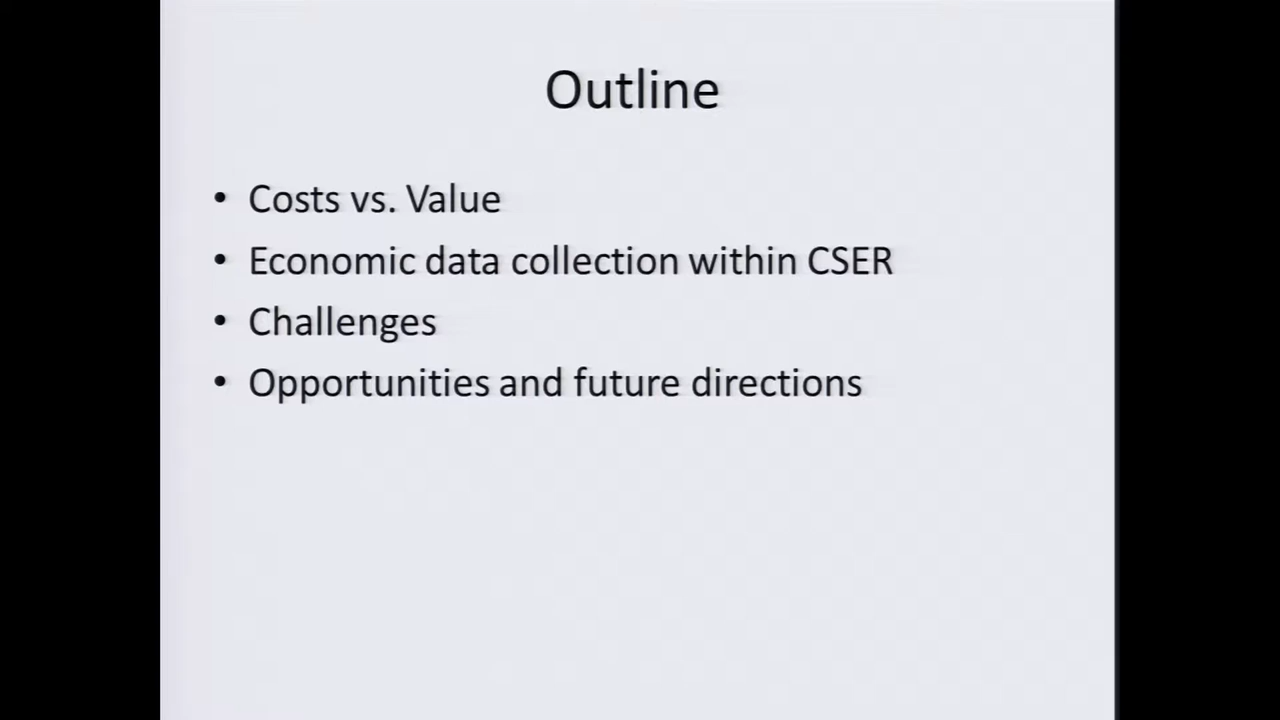 Outline
• Costs vs. Value
• Economic data collection within CSER
• Challenges
• Opportunities and future directions